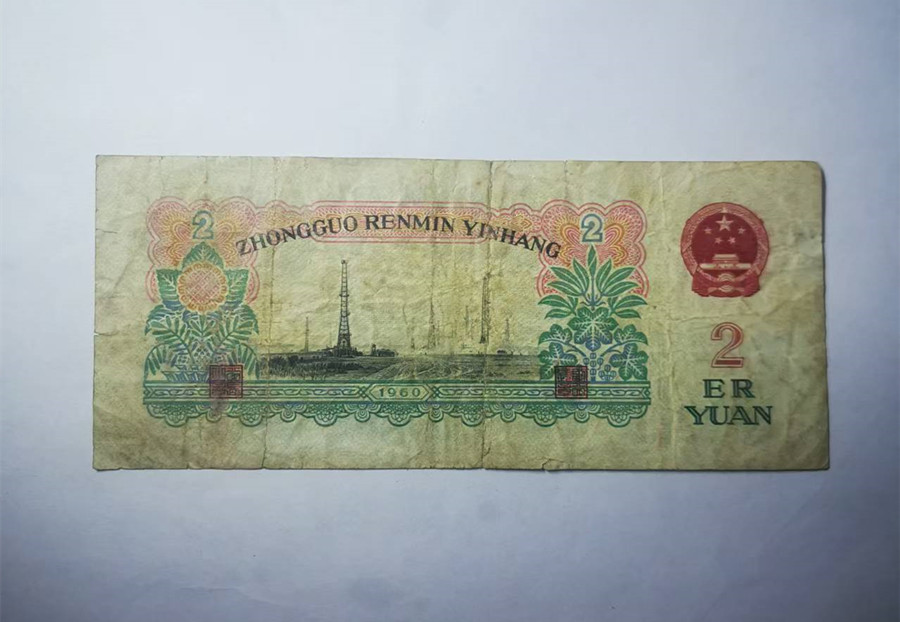 2
2
ZHONGGUO RENMIN YINHANG
2
ER
YUAN
1960